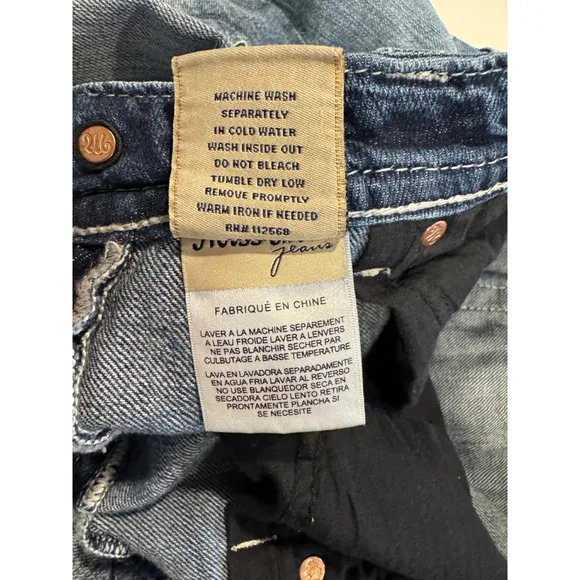 MACHINE WASH
SEPARATELY
IN COLD WATER
WASH INSIDE OUT
DO NOT BLEACH
TUMBLE DRY LOW
REMOVE PROMPTLY
WARM IRON IF NEEDED
RN# 112568
jeans
FABRIQUÉ EN CHINE
LAVER A LA MACHINE SEPAREMENT
A LEAU FROIDE LAVER A LENVERS
NE PAS BLANCHIR SECHER PAR
CULBUTAGE A BASSE TEMPERATURE
LAVA EN LAVADORA SEPARADAMENTE
EN AGUA FRIA LAVAR AL REVERSO
NO USE BLANQUEDOR SECA EN
SECADORA CIELO LENTO RETIRA
PRONTAMENTE PLANCHA SI
SE NECESITE